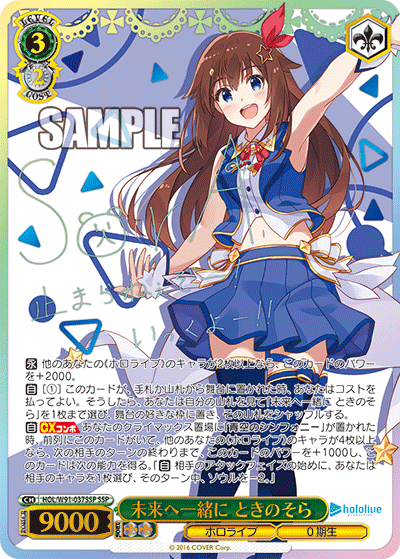 LEVEL
3
2
COST
SAMPLE
Sora
止まらないよ
いくよー!!
永 他のあなたの《ホロライブ》のキャラが2枚以上なら、このカードのパワー
を+2000。
自 [①] このカードが、手札か山札から舞台に置かれた時、あなたはコストを
払ってよい。そうしたら、あなたは自分の山札を見て「未来へ一緒に ときのそ
ら」を1枚まで選び、舞台の好きな枠に置き、その山札をシャッフルする。
自 CXコンボ あなたのクライマックス置場に「青空のシンフォニー」が置かれ
た時、前列にこのカードがいて、他のあなたの《ホロライブ》のキャラが4枚以上
なら、次の相手のターンの終わりまで、このカードのパワーを+1000し、こ
のカードは次の能力を得る。『自 相手のアタックフェイズの始めに、あなたは
相手のキャラを1枚選び、そのターン中、ソウルを-2。』
CH HOL/W91-037SSP SSP
9000
未来へ一緒に ときのそら
hololive
ホロライブ
0期生
© 2016 COVER Corp.